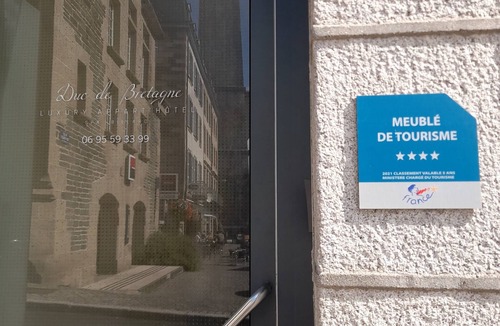 Duc de Bretagne
LUXURY APPART HÔTEL
06 95 59 33 99
MEUBLÉ
DE TOURISME
2021 CLASSEMENT VALABLE 5 ANS
MINISTÈRE CHARGÉ DU TOURISME
france